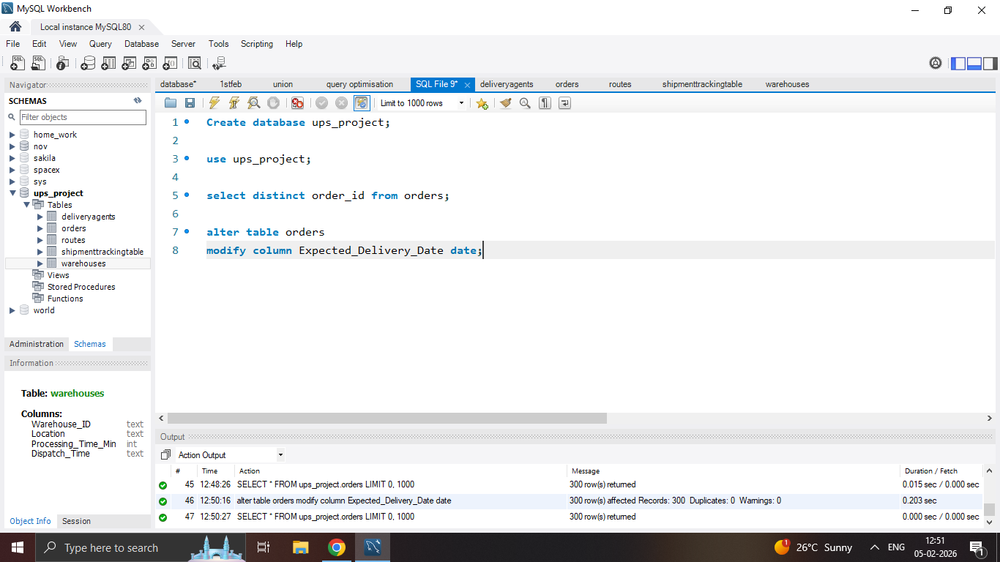 MySQL Workbench
Local instance MySQL80
File Edit View Query Database Server Tools Scripting Help
Navigator
SCHEMAS
Filter objects
home_work
nov
sakila
spacex
sys
ups_project
Tables
deliveryagents
orders
routes
shipmenttrackingtable
warehouses
Views
Stored Procedures
Functions
world
Administration Schemas
Information
Table: warehouses
Columns:
Warehouse_ID text
Location text
Processing_Time_Min int
Dispatch_Time text
Object Info Session
database* 1stfeb union query optimisation SQL File 9* deliveryagents orders routes shipmenttrackingtable warehouses
Limit to 1000 rows
1 Create database ups_project;
2
3 use ups_project;
4
5 select distinct order_id from orders;
6
7 alter table orders
8 modify column Expected_Delivery_Date date;
Output
Action Output
# Time Action Message Duration / Fetch
45 12:48:26 SELECT * FROM ups_project.orders LIMIT 0, 1000 300 row(s) returned 0.015 sec / 0.000 sec
46 12:50:16 alter table orders modify column Expected_Delivery_Date date 300 row(s) affected Records: 300 Duplicates: 0 Warnings: 0 0.203 sec
47 12:50:27 SELECT * FROM ups_project.orders LIMIT 0, 1000 300 row(s) returned 0.000 sec / 0.000 sec
Type here to search
1
26°C Sunny
ENG
12:51
05-02-2026
1